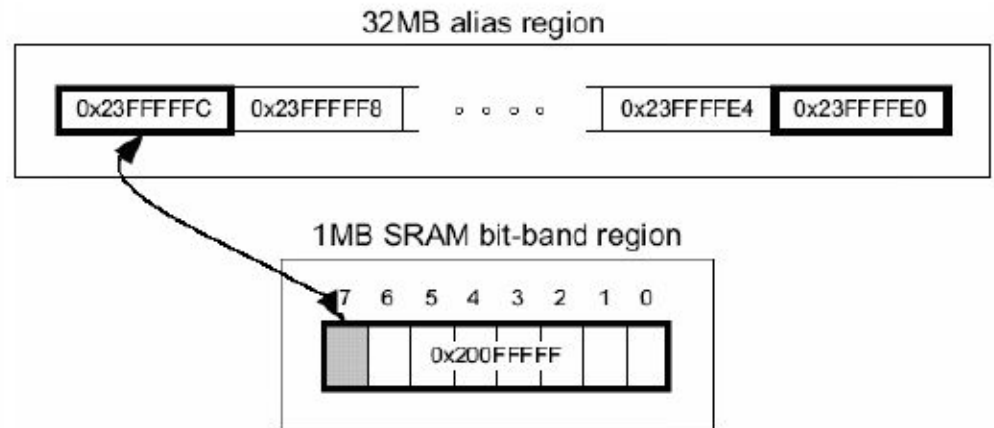 32MB alias region
0x23FFFFFC 0x23FFFFF8 0x23FFFFE4 0x23FFFFE0
1MB SRAM bit-band region
7 6 5 4 3 2 1 0
0x200FFFFF